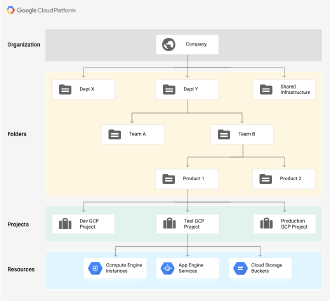 Google Cloud Platform
Organization
Company
Dept X
Dept Y
Shared
Infrastructure
Folders
Team A
Team B
Product 1
Product 2
Projects
Dev GCP
Project
Test GCP
Project
Production
GCP Project
Resources
Compute Engine
Instances
App Engine
Services
Cloud Storage
Buckets